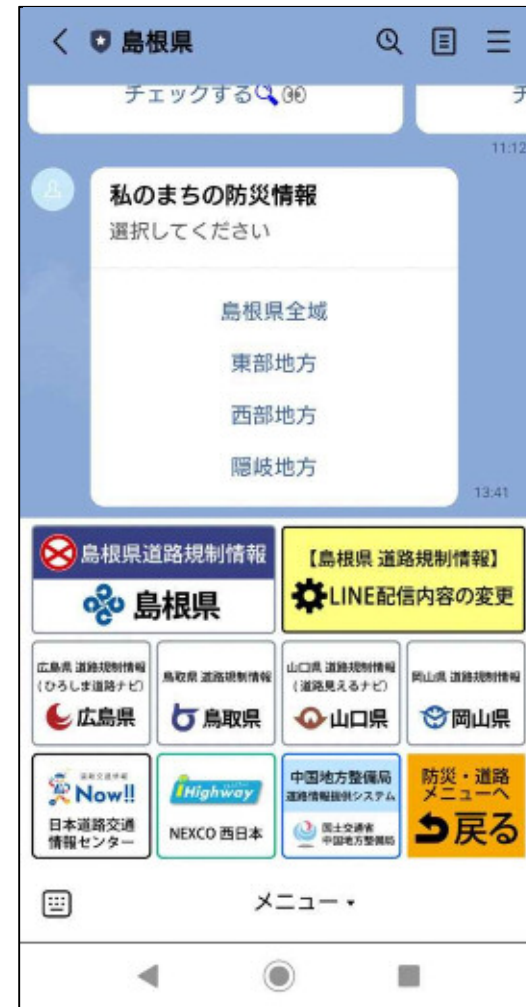 島根県
チェックする
チ
11:12
私のまちの防災情報
選択してください
島根県全域
東部地方
西部地方
隠岐地方
13:41
島根県道路規制情報
島根県
【島根県 道路規制情報】
LINE配信内容の変更
広島県 道路規制情報
(ひろしま道路ナビ)
広島県
鳥取県 道路規制情報
鳥取県
山口県 道路規制情報
(道路見えるナビ)
山口県
岡山県 道路規制情報
岡山県
道路交通情報
Now!!
日本道路交通
情報センター
iHighway
NEXCO 西日本
中国地方整備局
道路情報提供システム
国土交通省
中国地方整備局
防災・道路
メニューへ
戻る
メニュー